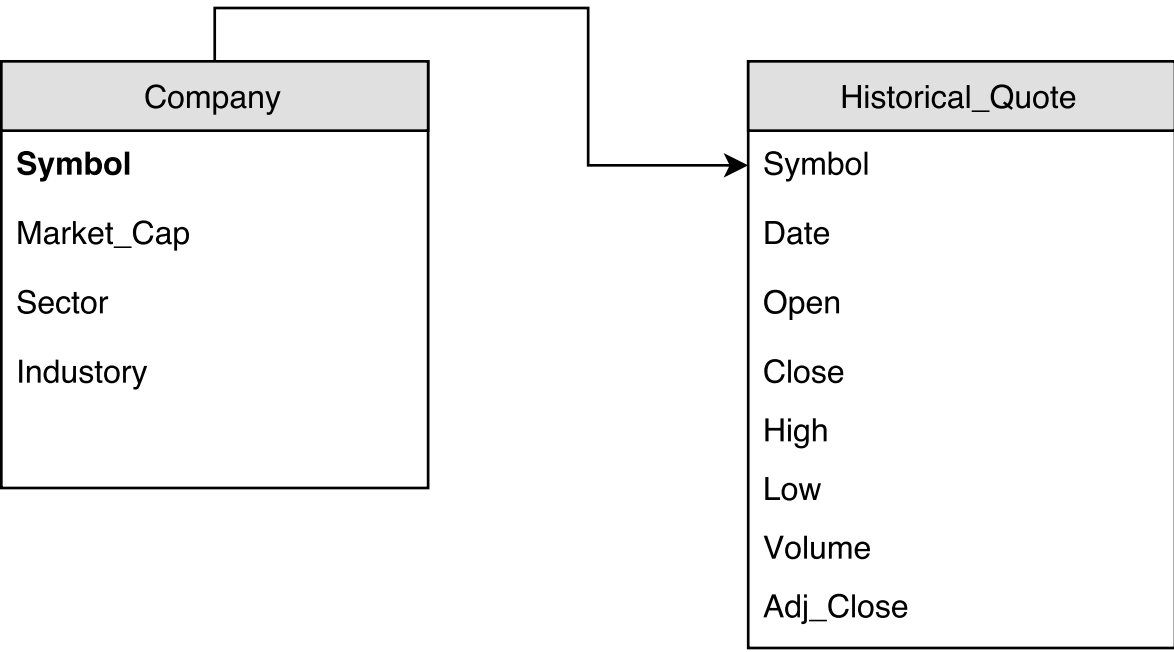 Company
Symbol
Market_Cap
Sector
Industory
Historical_Quote
Symbol
Date
Open
Close
High
Low
Volume
Adj_Close